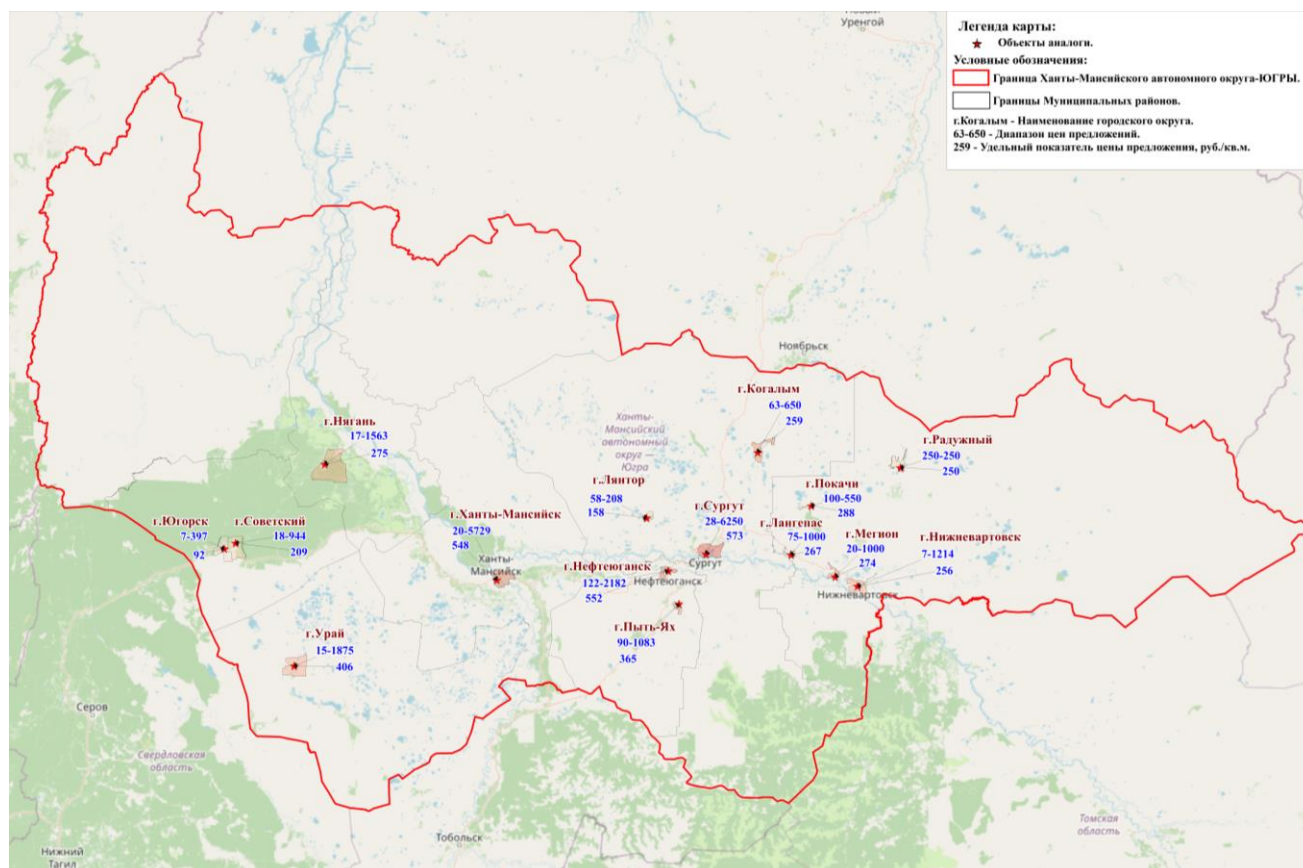 Новый
Уренгой
Легенда карты:
Объекты аналоги.
Условные обозначения:
Граница Ханты-Мансийского автономного округа-ЮГРЫ.
Границы Муниципальных районов.
г.Когалым - Наименование городского округа.
63-650 - Диапазон цен предложений.
259 - Удельный показатель цены предложения, руб./кв.м.
Ноябрьск
г.Когалым
63-650
259
г.Нягань
17-1563
275
Ханты-
Мансийский
автономный
округ —
Югра
г.Радужный
250-250
250
г.Лянтор
58-208
158
г.Покачи
100-550
288
г.Югорск
7-397
92
г.Советский
18-944
209
г.Ханты-Мансийск
20-5729
548
Ханты-
Мансийск
г.Сургут
28-6250
573
Сургут
г.Лангепас
75-1000
267
г.Мегион
20-1000
274
г.Нижневартовск
7-1214
256
Нижневартовск
г.Нефтеюганск
122-2182
552
Нефтеюганск
г.Пыть-Ях
90-1083
365
г.Урай
15-1875
406
Серов
Свердловская
область
Тобольск
Томская
область
Нижний
Тагил